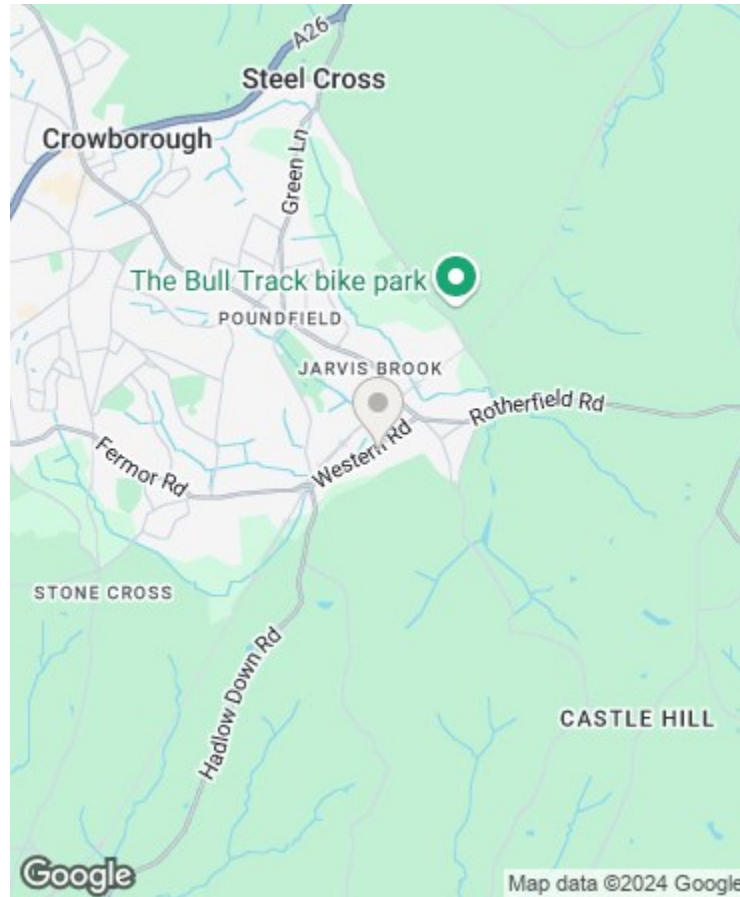 A26
Steel Cross
Crowborough
Green Ln
The Bull Track bike park
POUNDFIELD
JARVIS BROOK
Rotherfield Rd
Western Rd
Fermor Rd
STONE CROSS
Hadlow Down Rd
CASTLE HILL
Google
Map data ©2024 Google